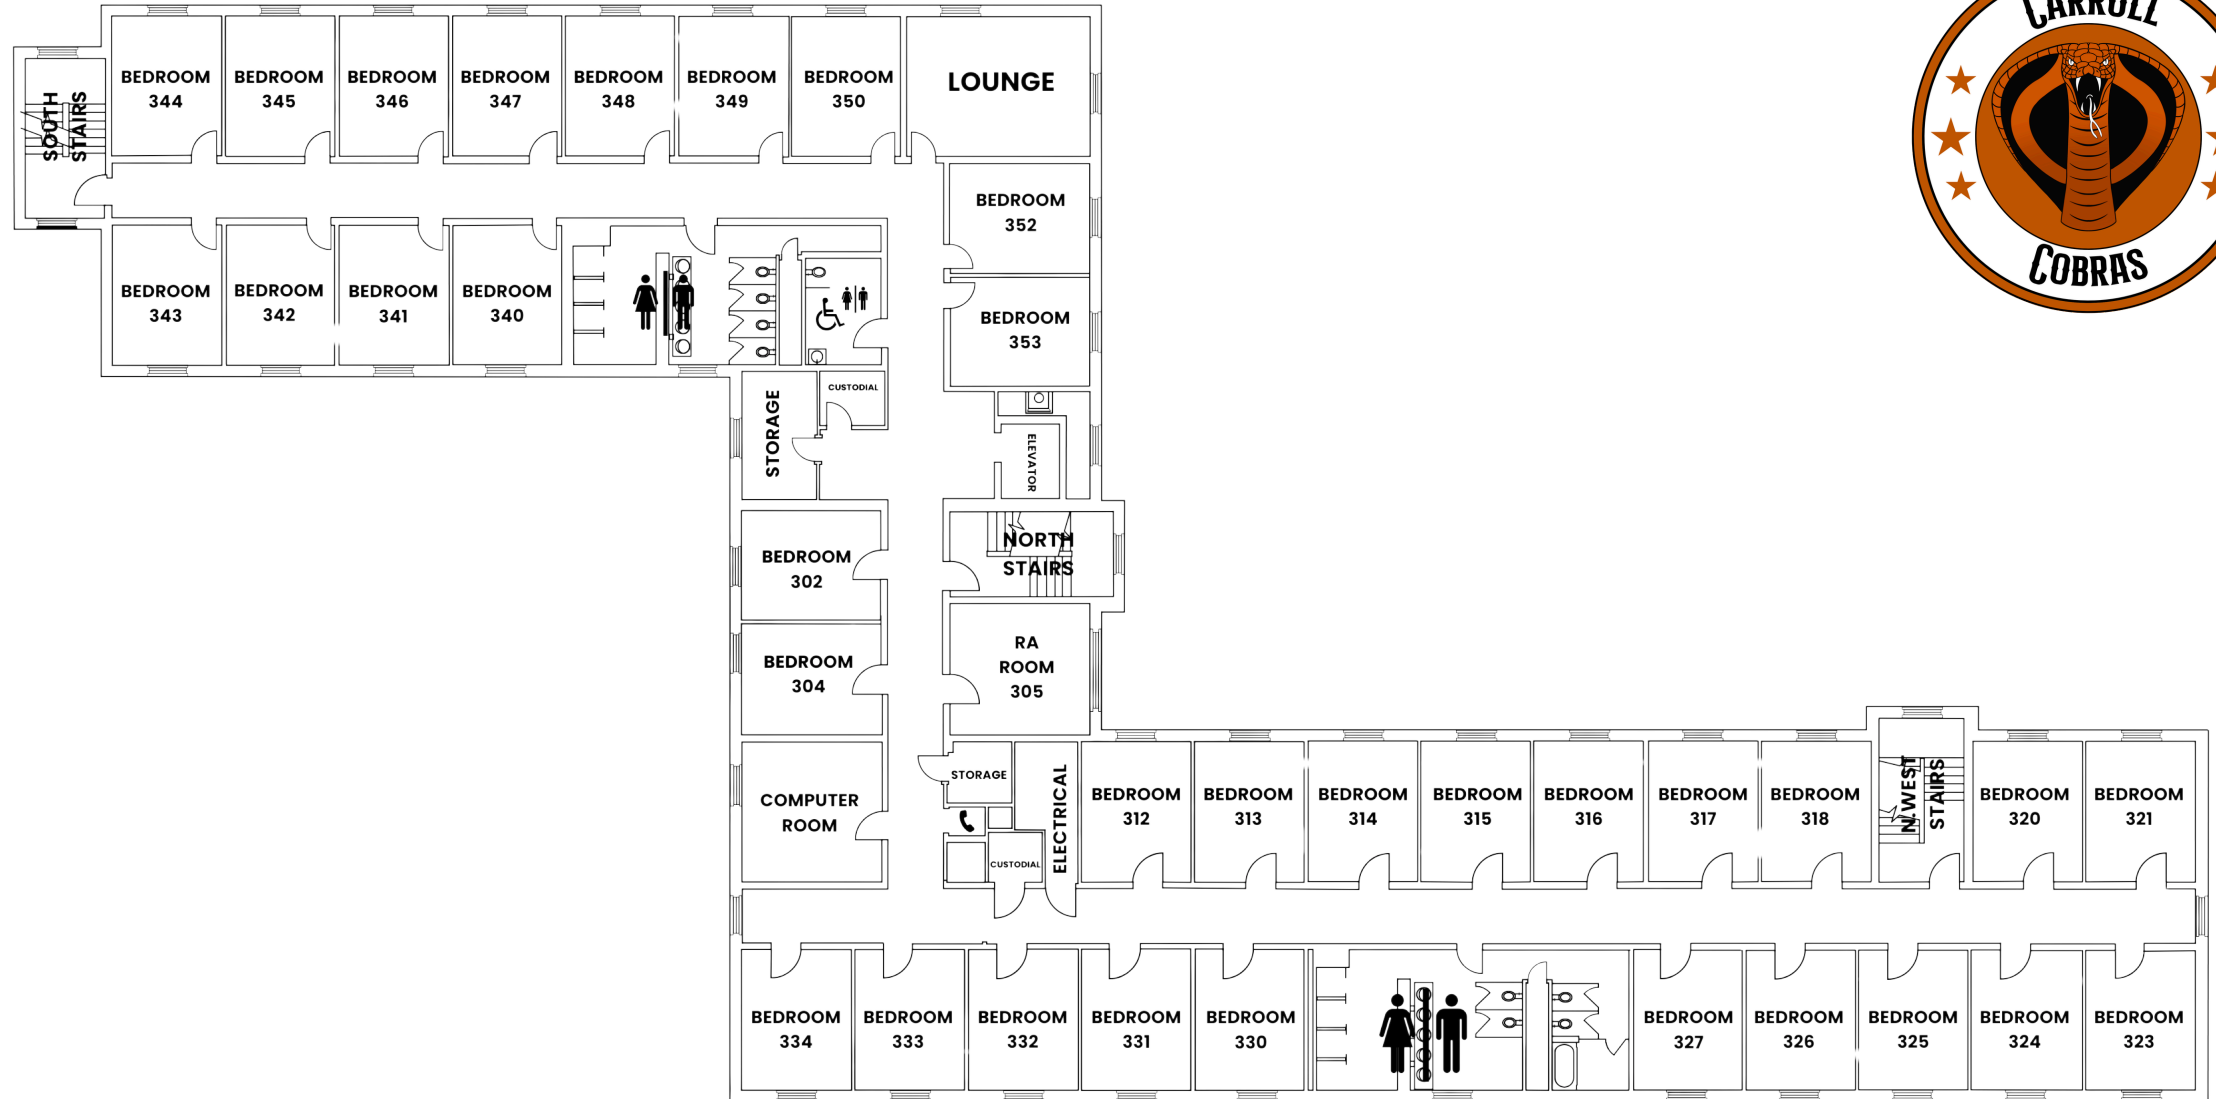 CARROLL
COBRAS
BEDROOM
344
BEDROOM
345
BEDROOM
346
BEDROOM
347
BEDROOM
348
BEDROOM
349
BEDROOM
350
LOUNGE
SOUTH
STAIRS
BEDROOM
352
BEDROOM
343
BEDROOM
342
BEDROOM
341
BEDROOM
340
BEDROOM
353
STORAGE
CUSTODIAL
ELEVATOR
NORTH
STAIRS
BEDROOM
302
BEDROOM
304
RA
ROOM
305
COMPUTER
ROOM
STORAGE
CUSTODIAL
ELECTRICAL
BEDROOM
312
BEDROOM
313
BEDROOM
314
BEDROOM
315
BEDROOM
316
BEDROOM
317
BEDROOM
318
N.WEST
STAIRS
BEDROOM
320
BEDROOM
321
BEDROOM
334
BEDROOM
333
BEDROOM
332
BEDROOM
331
BEDROOM
330
BEDROOM
327
BEDROOM
326
BEDROOM
325
BEDROOM
324
BEDROOM
323